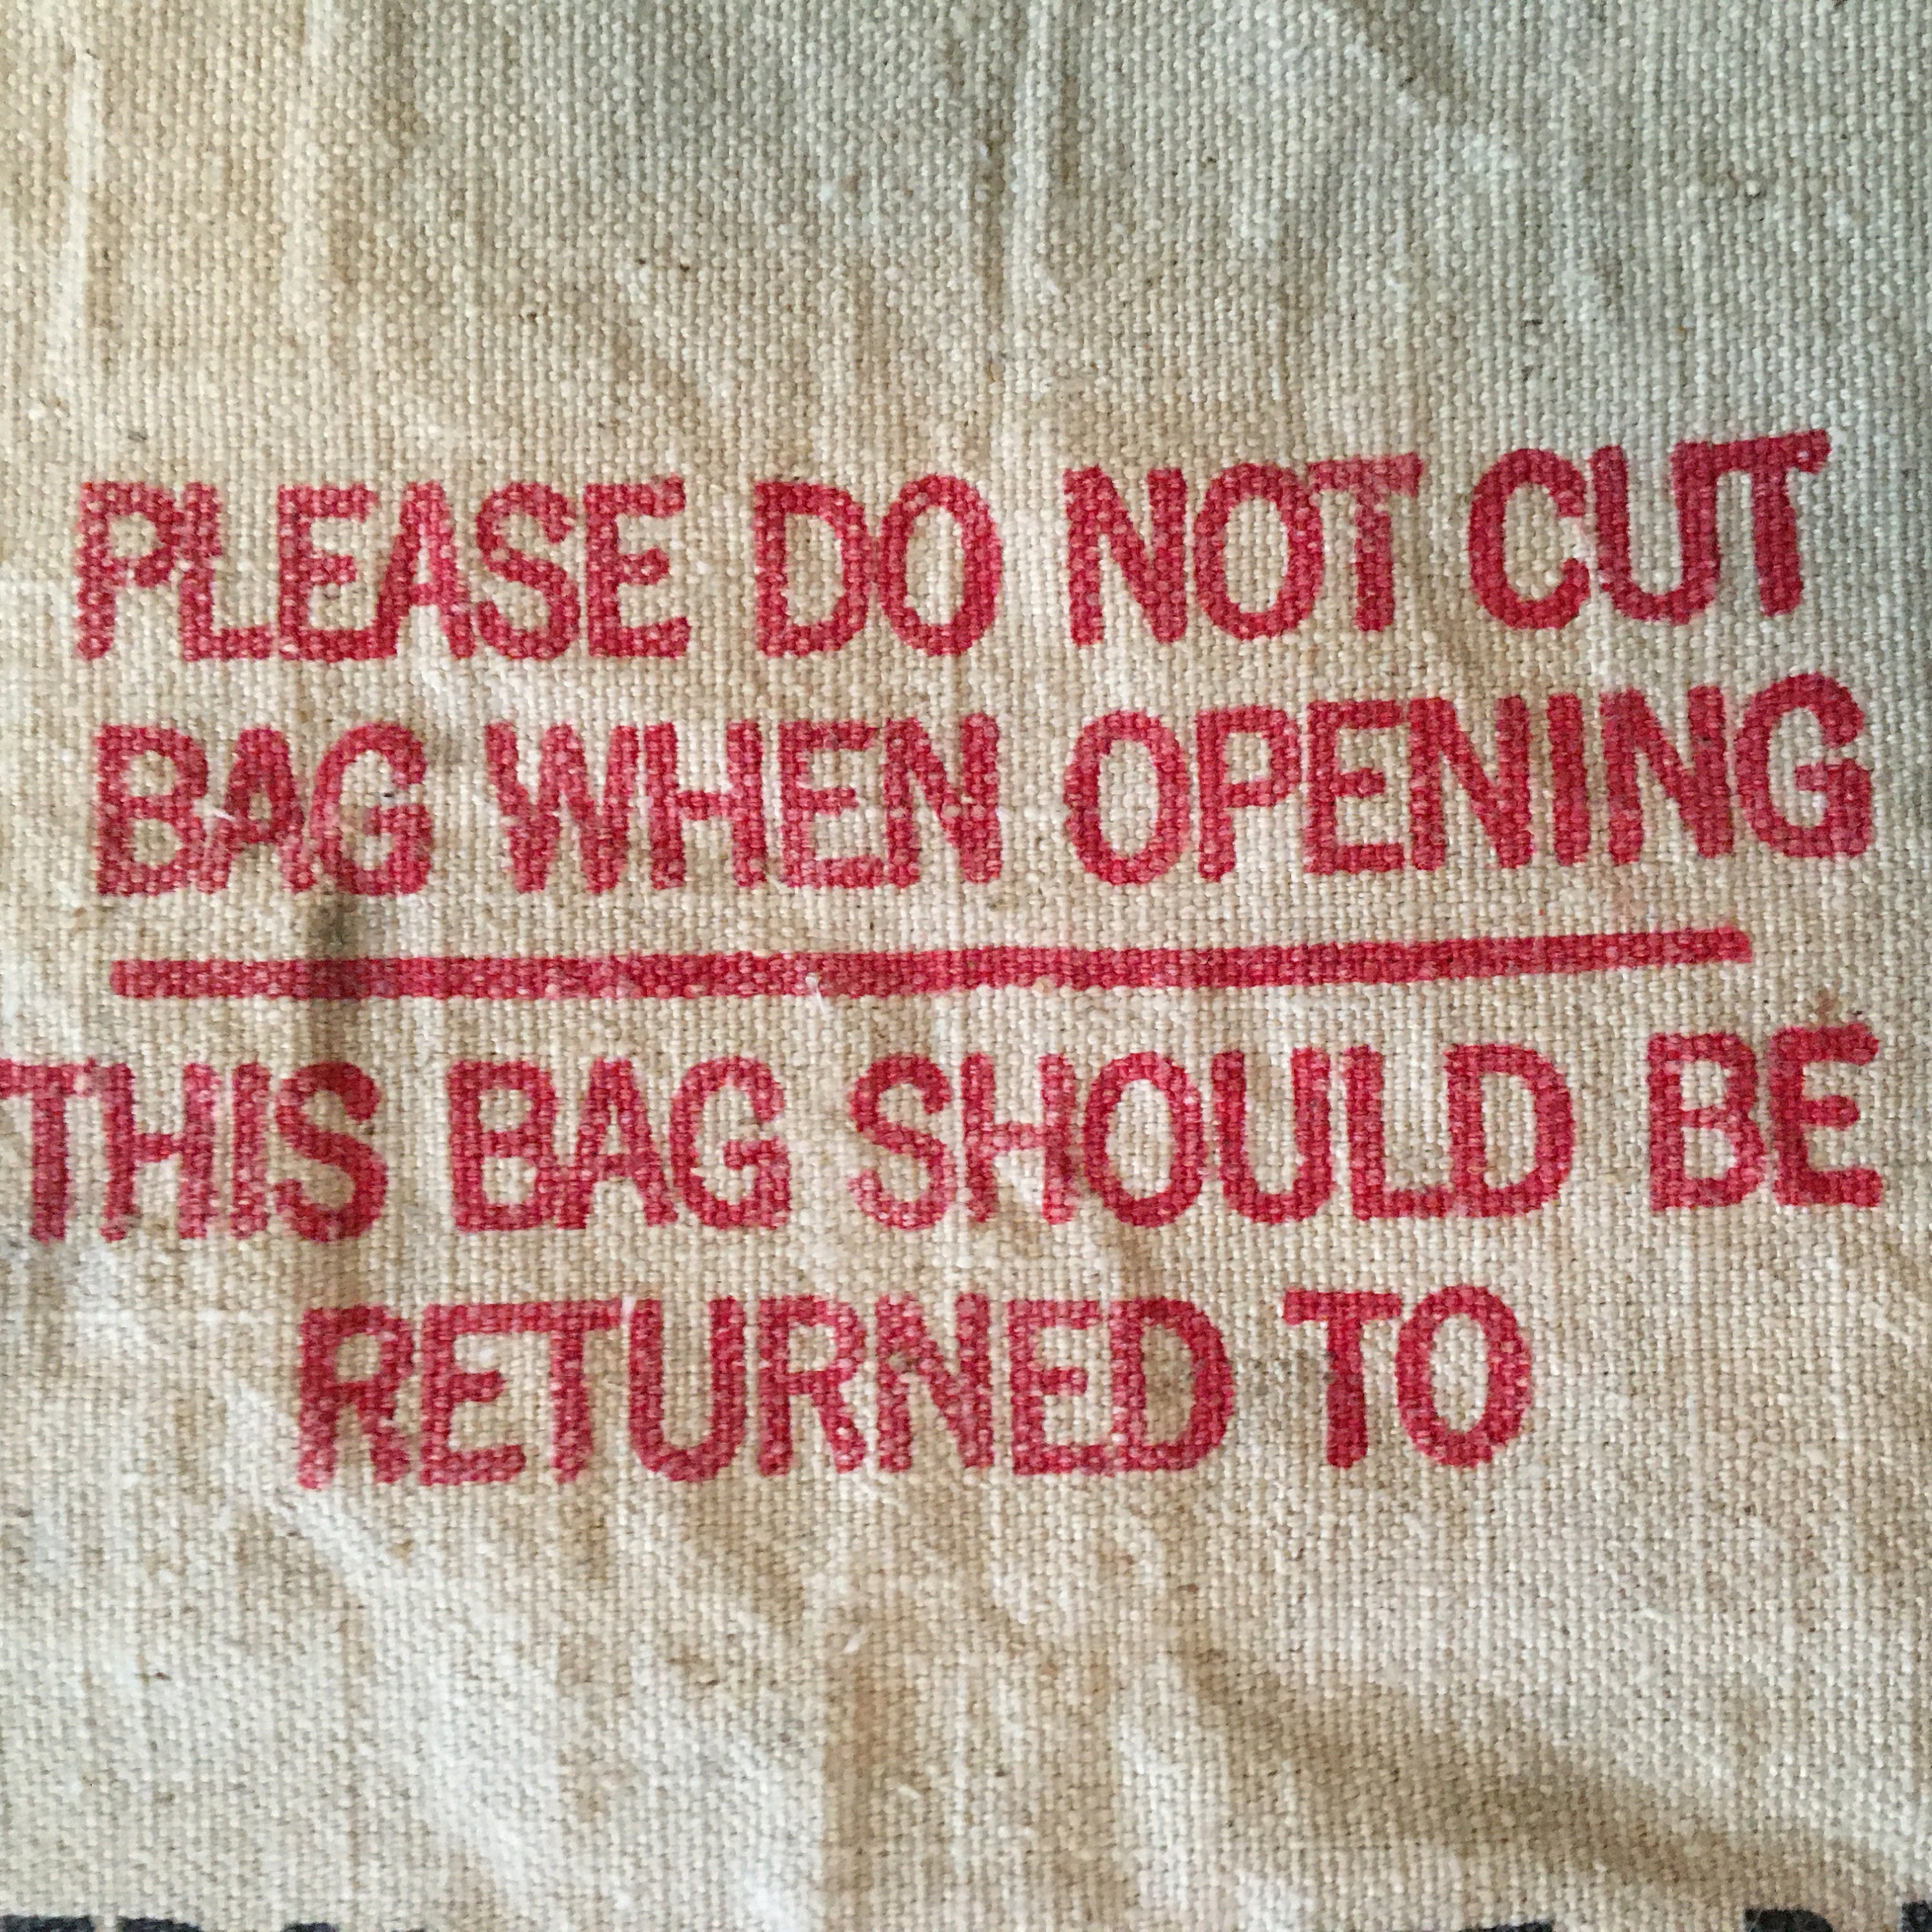 PLEASE DO NOT CUT
BAG WHEN OPENING
THIS BAG SHOULD BE
RETURNED TO